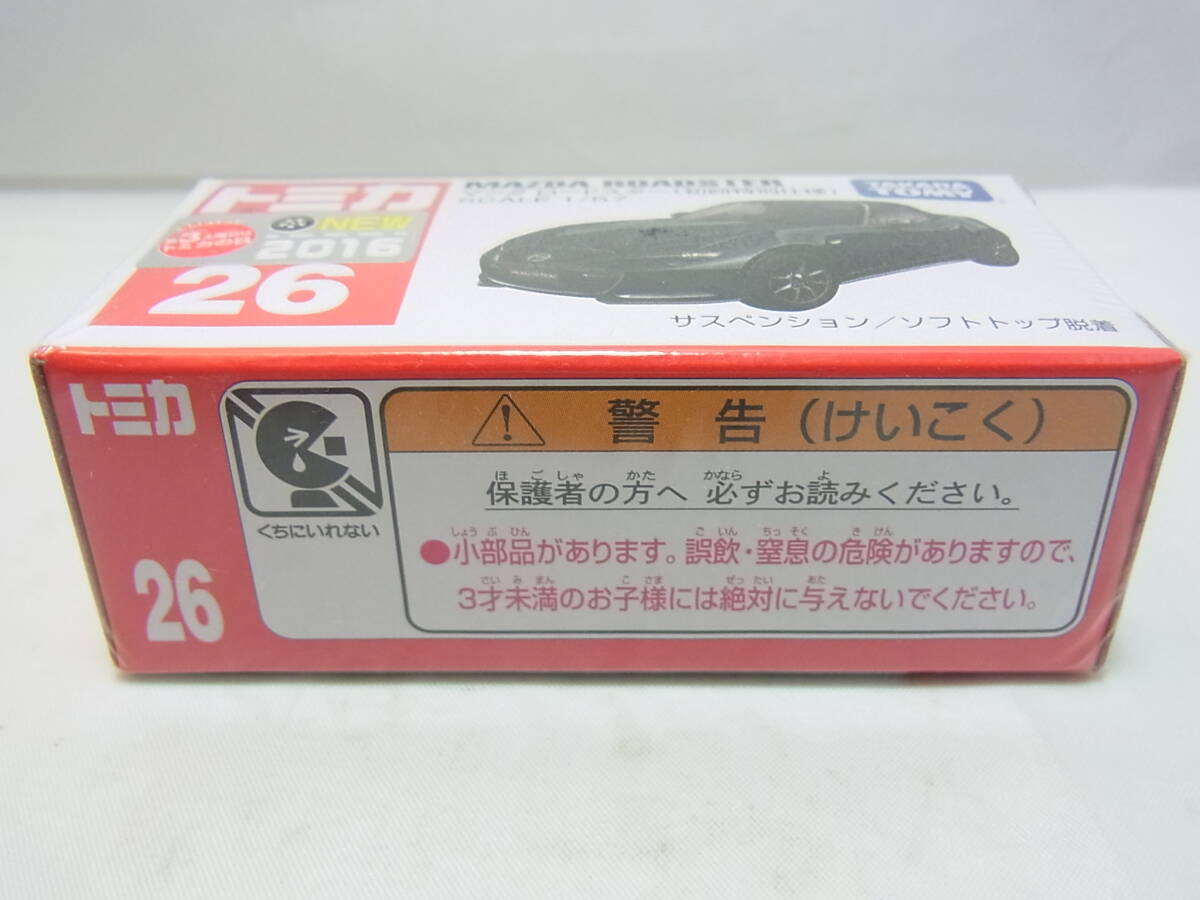 トミカ
MAZDA ROADSTER
SCALE 1/57
TAKARA TOMY
トミカの日
NEW
2016
26
サスペンション/ソフトトップ脱着
トミカ
26
くちにいれない
警告(けいこく)
保護者の方へ 必ずお読みください。
●小部品があります。誤飲・窒息の危険がありますので、
3才未満のお子様には絶対に与えないでください。